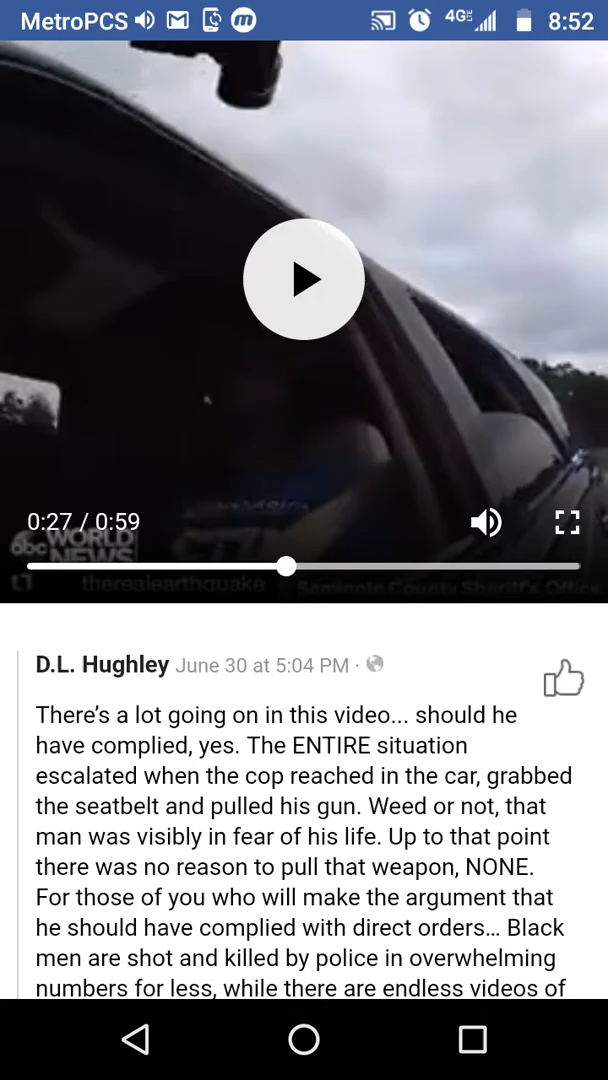 MetroPCS 4G LTE 8:52
0:27 / 0:59
abc WORLD
NEWS
therealearthquake Seminole County Sheriff's Office
D.L. Hughley June 30 at 5:04 PM ·
There’s a lot going on in this video... should he
have complied, yes. The ENTIRE situation
escalated when the cop reached in the car, grabbed
the seatbelt and pulled his gun. Weed or not, that
man was visibly in fear of his life. Up to that point
there was no reason to pull that weapon, NONE.
For those of you who will make the argument that
he should have complied with direct orders… Black
men are shot and killed by police in overwhelming
numbers for less, while there are endless videos of